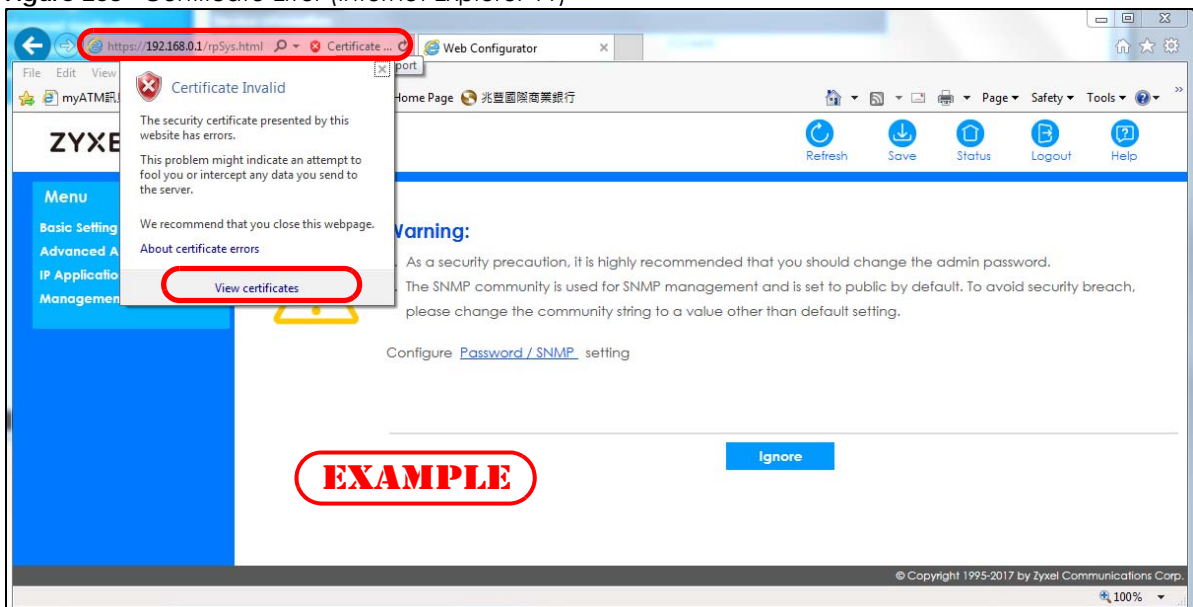 https://192.168.0.1/rpSys.html Certificate ... Web Configurator
File Edit View
port
myATM Home Page 兆豐國際商業銀行 Page Safety Tools
Certificate Invalid
The security certificate presented by this
website has errors.
This problem might indicate an attempt to
fool you or intercept any data you send to
the server.
We recommend that you close this webpage.
About certificate errors
View certificates
ZYXE
Refresh Save Status Logout Help
Menu
Basic Setting
Advanced A
IP Applicatio
Managemen
Warning:
As a security precaution, it is highly recommended that you should change the admin password.
The SNMP community is used for SNMP management and is set to public by default. To avoid security breach,
please change the community string to a value other than default setting.
Configure Password / SNMP setting
Ignore
EXAMPLE
© Copyright 1995-2017 by Zyxel Communications Corp.
100%